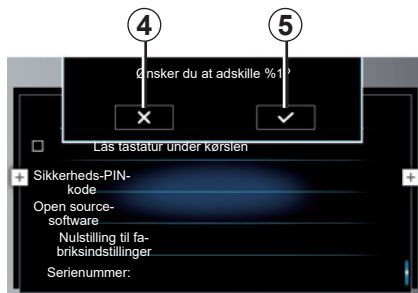 4
5
Ønsker du at adskille %1?
Lås tastatur under kørslen
Sikkerheds-PIN-
kode
Open source-
software
Nulstilling til fa-
briksindstillinger
Serienummer: